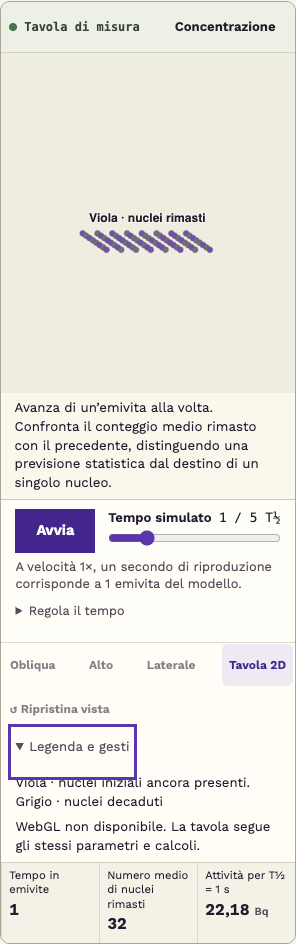 Tavola di misura
Concentrazione
Viola · nuclei rimasti
Avanza di un’emivita alla volta.
Confronta il conteggio medio rimasto
con il precedente, distinguendo una
previsione statistica dal destino di un
singolo nucleo.
Avvia
Tempo simulato 1 / 5 T½
A velocità 1×, un secondo di riproduzione
corrisponde a 1 emivita del modello.
▶ Regola il tempo
Obliqua Alto Laterale Tavola 2D
↺ Ripristina vista
▼ Legenda e gesti
Viola · nuclei iniziali ancora presenti.
Grigio · nuclei decaduti
WebGL non disponibile. La tavola segue
gli stessi parametri e calcoli.
Tempo in
emivite
1
Numero medio
di nuclei
rimasti
32
Attività per T½
= 1 s
22,18 Bq